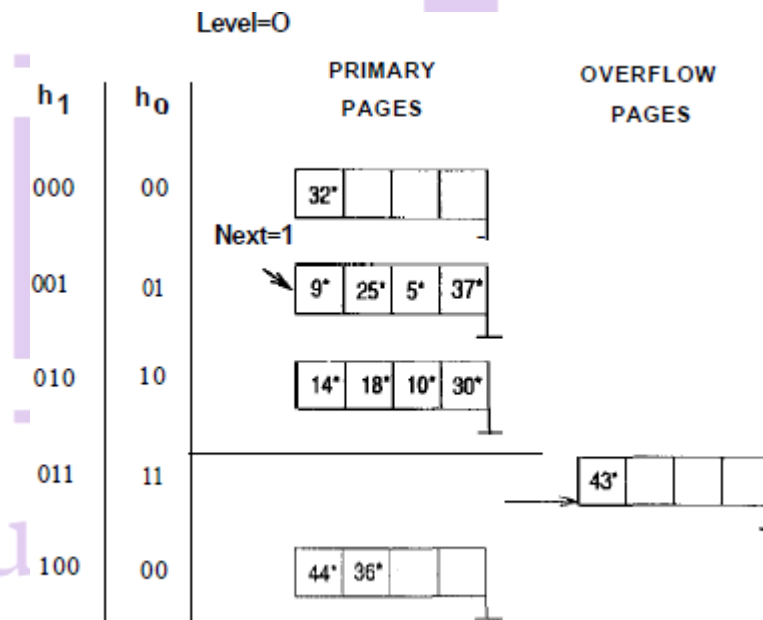 Level=O
PRIMARY
PAGES
OVERFLOW
PAGES
h1 h0
000 00 32*
Next=1
001 01 9* 25* 5* 37*
010 10 14* 18* 10* 30*
011 11 43*
100 00 44* 36*